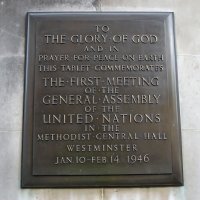 TO
THE GLORY OF GOD
AND IN
PRAYER FOR PEACE ON EARTH
THIS TABLET COMMEMORATES
THE FIRST MEETING
OF THE
GENERAL ASSEMBLY
OF THE
UNITED NATIONS
IN THE
METHODIST CENTRAL HALL
WESTMINSTER
JAN. 10 - FEB. 14. 1946